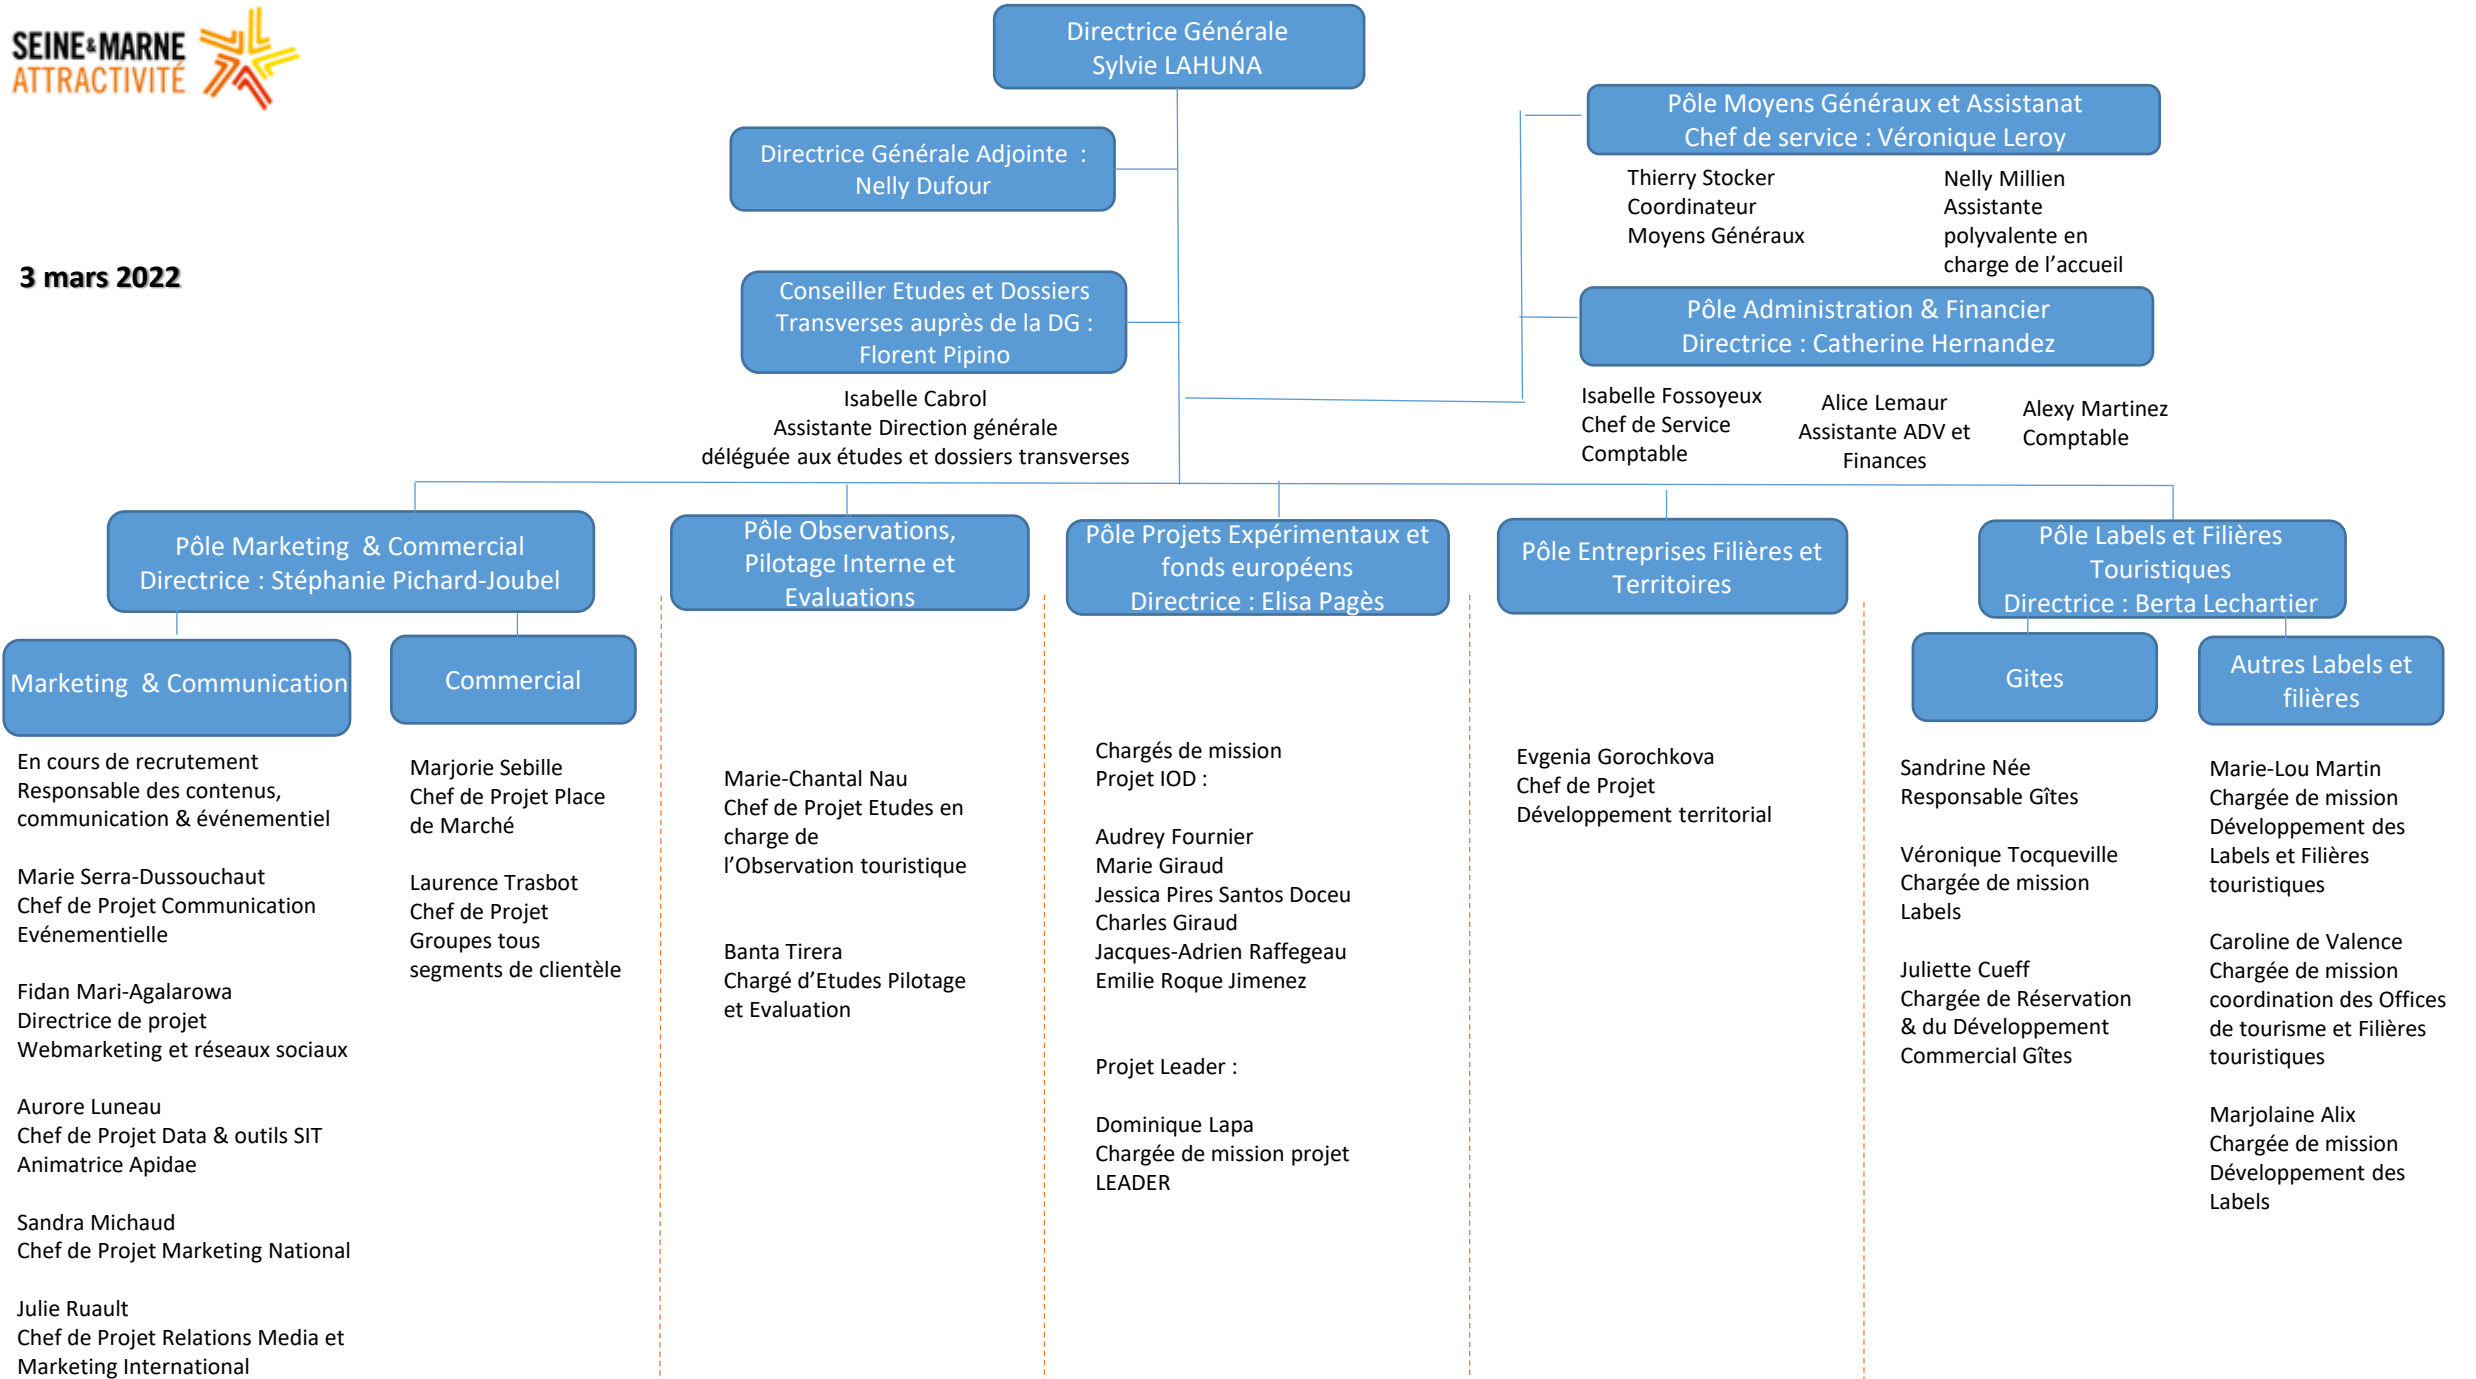 SEINE&MARNE
ATTRACTIVITÉ
3 mars 2022
Directrice Générale
Sylvie LAHUNA
Directrice Générale Adjointe  :
Nelly Dufour
Conseiller Etudes et Dossiers
Transverses auprès de la DG :
Florent Pipino
Isabelle Cabrol
Assistante Direction générale
déléguée aux études et dossiers transverses
Pôle Moyens Généraux et Assistanat
Chef de service : Véronique Leroy
Thierry Stocker
Coordinateur
Moyens Généraux
Nelly Millien
Assistante
polyvalente en
charge de l’accueil
Pôle Administration & Financier
Directrice : Catherine Hernandez
Isabelle Fossoyeux
Chef de Service
Comptable
Alice Lemaur
Assistante ADV et
Finances
Alexy Martinez
Comptable
Pôle Marketing  & Commercial
Directrice : Stéphanie Pichard-Joubel
Marketing  & Communication
En cours de recrutement
Responsable des contenus,
communication & événementiel
Marie Serra-Dussouchaut
Chef de Projet Communication
Evénementielle
Fidan Mari-Agalarowa
Directrice de projet
Webmarketing et réseaux sociaux
Aurore Luneau
Chef de Projet Data & outils SIT
Animatrice Apidae
Sandra Michaud
Chef de Projet Marketing National
Julie Ruault
Chef de Projet Relations Media et
Marketing International
Commercial
Marjorie Sebille
Chef de Projet Place
de Marché
Laurence Trasbot
Chef de Projet
Groupes tous
segments de clientèle
Pôle Observations,
Pilotage Interne et
Evaluations
Marie-Chantal Nau
Chef de Projet Etudes en
charge de
l’Observation touristique
Banta Tirera
Chargé d’Etudes Pilotage
et Evaluation
Pôle Projets Expérimentaux et
fonds européens
Directrice : Elisa Pagès
Chargés de mission
Projet IOD :
Audrey Fournier
Marie Giraud
Jessica Pires Santos Doceu
Charles Giraud
Jacques-Adrien Raffegeau
Emilie Roque Jimenez
Projet Leader :
Dominique Lapa
Chargée de mission projet
LEADER
Pôle Entreprises Filières et
Territoires
Evgenia Gorochkova
Chef de Projet
Développement territorial
Pôle Labels et Filières
Touristiques
Directrice : Berta Lechartier
Gites
Sandrine Née
Responsable Gîtes
Véronique Tocqueville
Chargée de mission
Labels
Juliette Cueff
Chargée de Réservation
& du Développement
Commercial Gîtes
Autres Labels et
filières
Marie-Lou Martin
Chargée de mission
Développement des
Labels et Filières
touristiques
Caroline de Valence
Chargée de mission
coordination des Offices
de tourisme et Filières
touristiques
Marjolaine Alix
Chargée de mission
Développement des
Labels